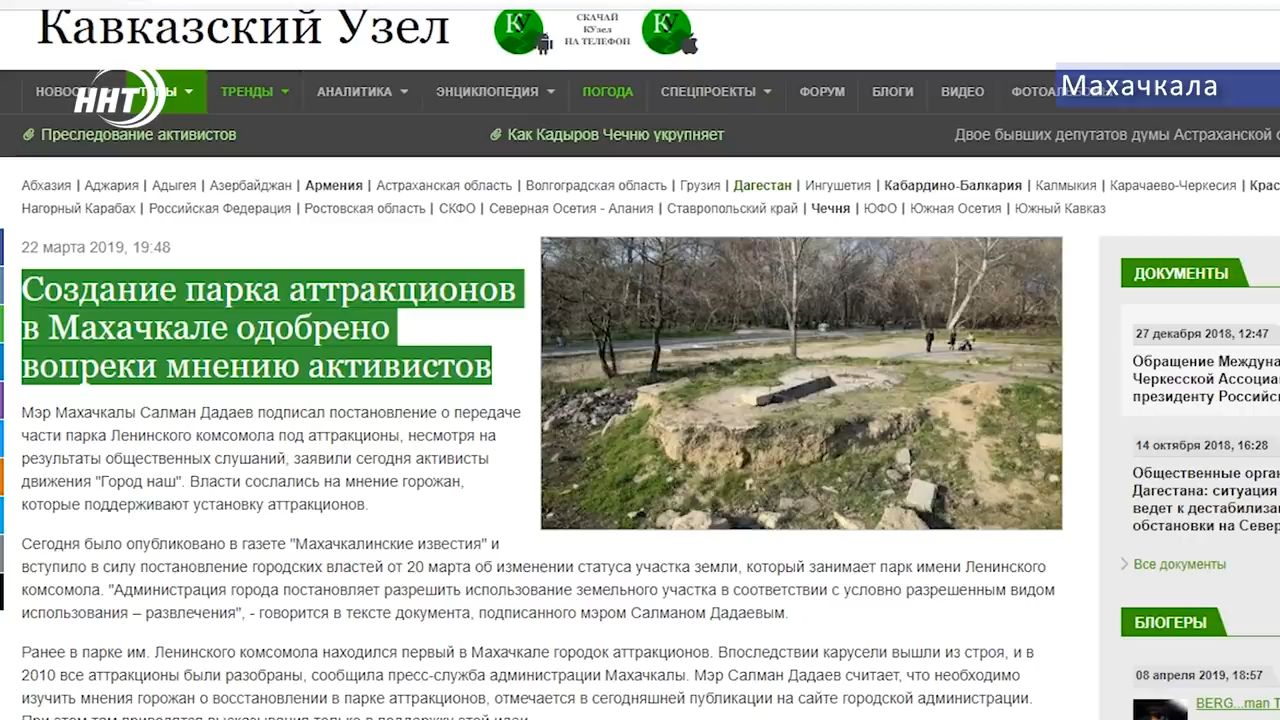 Кавказский Узел
СКАЧАЙ
КУзел
НА ТЕЛЕФОН
ННТ
Махачкала
ТРЕНДЫ
АНАЛИТИКА
ЭНЦИКЛОПЕДИЯ
ПОГОДА
СПЕЦПРОЕКТЫ
ФОРУМ
БЛОГИ
ВИДЕО
Преследование активистов
Как Кадыров Чечню укрупняет
Двое бывших депутатов думы Астраханской
Абхазия | Аджария | Адыгея | Азербайджан | Армения | Астраханская область | Волгоградская область | Грузия | Дагестан | Ингушетия | Кабардино-Балкария | Калмыкия | Карачаево-Черкесия |
Нагорный Карабах | Российская Федерация | Ростовская область | СКФО | Северная Осетия - Алания | Ставропольский край | Чечня | ЮФО | Южная Осетия | Южный Кавказ
22 марта 2019, 19:48
Создание парка аттракционов
в Махачкале одобрено
вопреки мнению активистов
Мэр Махачкалы Салман Дадаев подписал постановление о передаче
части парка Ленинского комсомола под аттракционы, несмотря на
результаты общественных слушаний, заявили сегодня активисты
движения "Город наш". Власти сослались на мнение горожан,
которые поддерживают установку аттракционов.
Сегодня было опубликовано в газете "Махачкалинские известия" и
вступило в силу постановление городских властей от 20 марта об изменении статуса участка земли, который занимает парк имени Ленинского
комсомола. "Администрация города постановляет разрешить использование земельного участка в соответствии с условно разрешенным видом
использования – развлечения", - говорится в тексте документа, подписанного мэром Салманом Дадаевым.
Ранее в парке им. Ленинского комсомола находился первый в Махачкале городок аттракционов. Впоследствии карусели вышли из строя, и в
2010 все аттракционы были разобраны, сообщила пресс-служба администрации Махачкалы. Мэр Салман Дадаев считает, что необходимо
изучить мнения горожан о восстановлении в парке аттракционов, отмечается в сегодняшней публикации на сайте городской администрации.
ДОКУМЕНТЫ
27 декабря 2018, 12:47
Обращение
Черкесской
президенту
14 октября 2018, 16:28
Общественные
Дагестана: ситуация
ведет к
обстановки на
Все документы
БЛОГЕРЫ
08 апреля 2019, 18:57
BERG...man